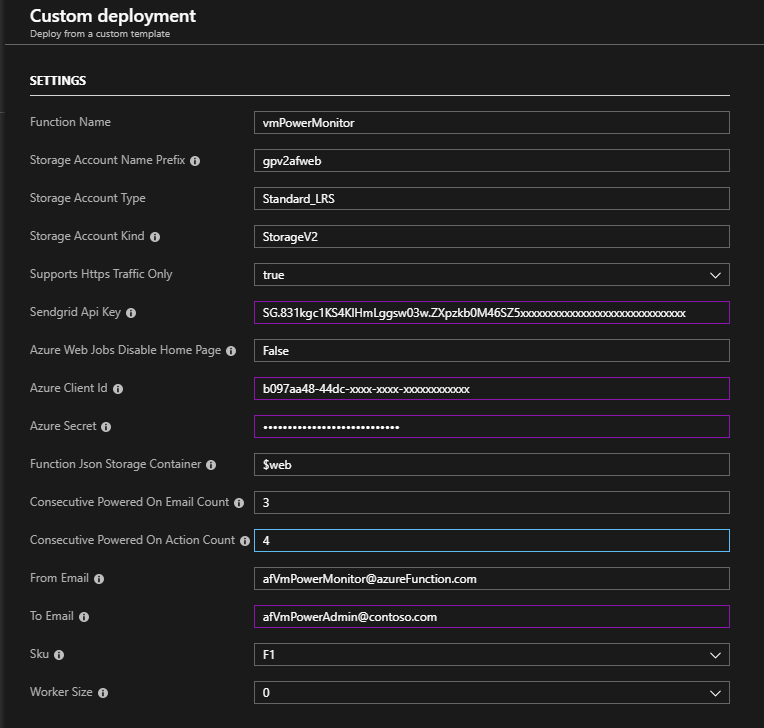 Custom deployment
Deploy from a custom template
SETTINGS
Function Name
vmPowerMonitor
Storage Account Name Prefix
gpv2afweb
Storage Account Type
Standard_LRS
Storage Account Kind
StorageV2
Supports Https Traffic Only
true
Sendgrid Api Key
SG.831kgc1KS4KlHmLggsw03w.ZXpzkb0M46SZ5xxxxxxxxxxxxxxxxxxxxxxxxxxxxxx
Azure Web Jobs Disable Home Page
False
Azure Client Id
b097aa48-44dc-xxxx-xxxx-xxxxxxxxxxxx
Azure Secret
••••••••••••••••••••••••••••
Function Json Storage Container
$web
Consecutive Powered On Email Count
3
Consecutive Powered On Action Count
4
From Email
afVmPowerMonitor@azureFunction.com
To Email
afVmPowerAdmin@contoso.com
Sku
F1
Worker Size
0